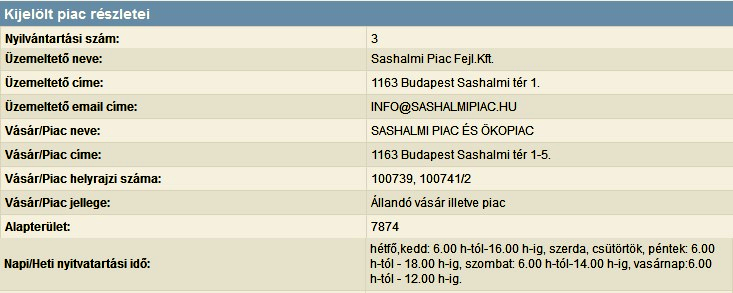 Kijelölt piac részletei
Nyilvántartási szám: 3
Üzemeltető neve: Sashalmi Piac Fejl.Kft.
Üzemeltető címe: 1163 Budapest Sashalmi tér 1.
Üzemeltető email címe: INFO@SASHALMIPIAC.HU
Vásár/Piac neve: SASHALMI PIAC ÉS ÖKOPIAC
Vásár/Piac címe: 1163 Budapest Sashalmi tér 1-5.
Vásár/Piac helyrajzi száma: 100739, 100741/2
Vásár/Piac jellege: Állandó vásár illetve piac
Alapterület: 7874
Napi/Heti nyitvatartási idő: hétfő,kedd: 6.00 h-tól-16.00 h-ig, szerda, csütörtök, péntek: 6.00
h-tól - 18.00 h-ig, szombat: 6.00 h-tól-14.00 h-ig, vasárnap:6.00
h-tól - 12.00 h-ig.